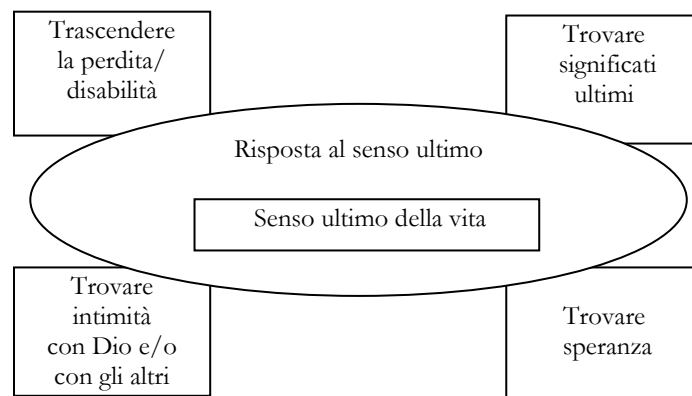 Trascendere
la perdita/
disabilità
Trovare
significati
ultimi
Risposta al senso ultimo
Senso ultimo della vita
Trovare
intimità
con Dio e/o
con gli altri
Trovare
speranza